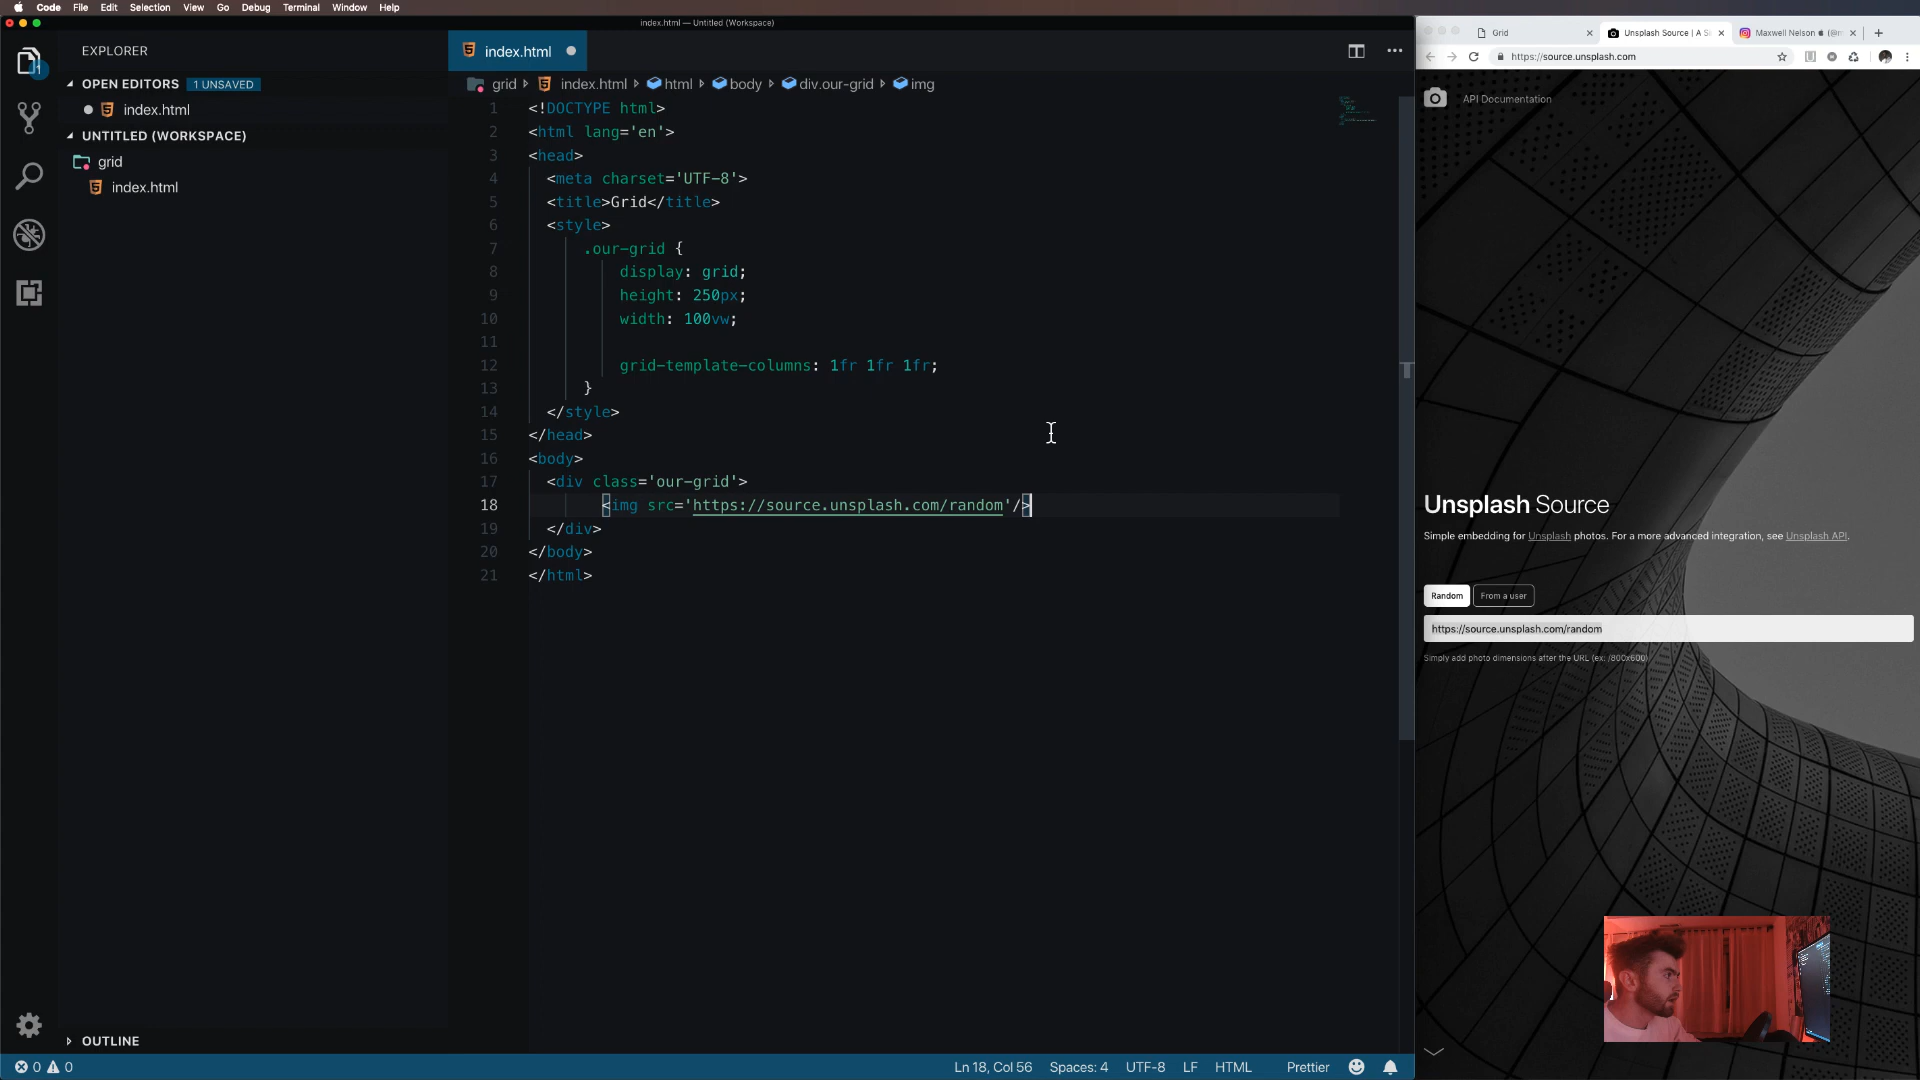 Code File Edit Selection View Go Debug Terminal Window Help
index.html — Untitled (Workspace)
EXPLORER
OPEN EDITORS 1 UNSAVED
index.html
UNTITLED (WORKSPACE)
grid
index.html
OUTLINE
index.html
grid index.html html body div.our-grid img
1 <!DOCTYPE html>
2 <html lang='en'>
3 <head>
4 <meta charset='UTF-8'>
5 <title>Grid</title>
6 <style>
7 .our-grid {
8 display: grid;
9 height: 250px;
10 width: 100vw;
11
12 grid-template-columns: 1fr 1fr 1fr;
13 }
14 </style>
15 </head>
16 <body>
17 <div class='our-grid'>
18 <img src='https://source.unsplash.com/random'/>
19 </div>
20 </body>
21 </html>
0 0 Ln 18, Col 56 Spaces: 4 UTF-8 LF HTML Prettier
Grid Unsplash Source | A S Maxwell Nelson
https://source.unsplash.com
API Documentation
Unsplash Source
Simple embedding for Unsplash photos. For a more advanced integration, see Unsplash API.
Random From a user
https://source.unsplash.com/random
Simply add photo dimensions after the URL (ex: /800x600)